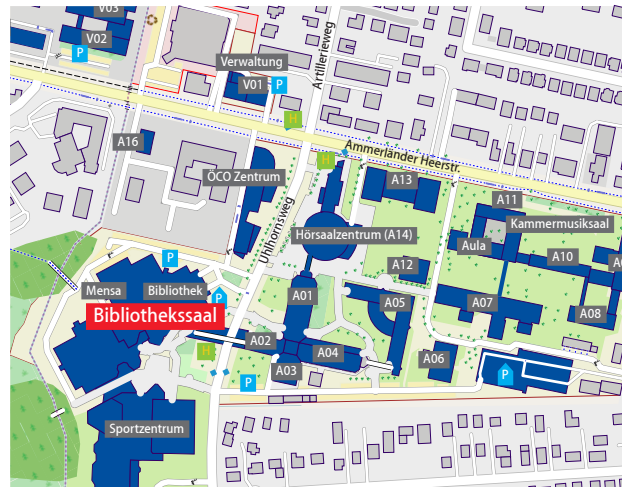 V03
V02
P
Verwaltung
V01
P
Artillerieweg
H
A16
Ammerländer Heerstr.
H
ÖCO Zentrum
A13
A11
Uhlhornsweg
Hörsaalzentrum (A14)
Kammermusiksaal
Aula
A10
P
A12
Mensa
Bibliothek
P
A01
A05
A07
A08
Bibliothekssaal
A02
A04
H
A06
A03
P
P
Sportzentrum